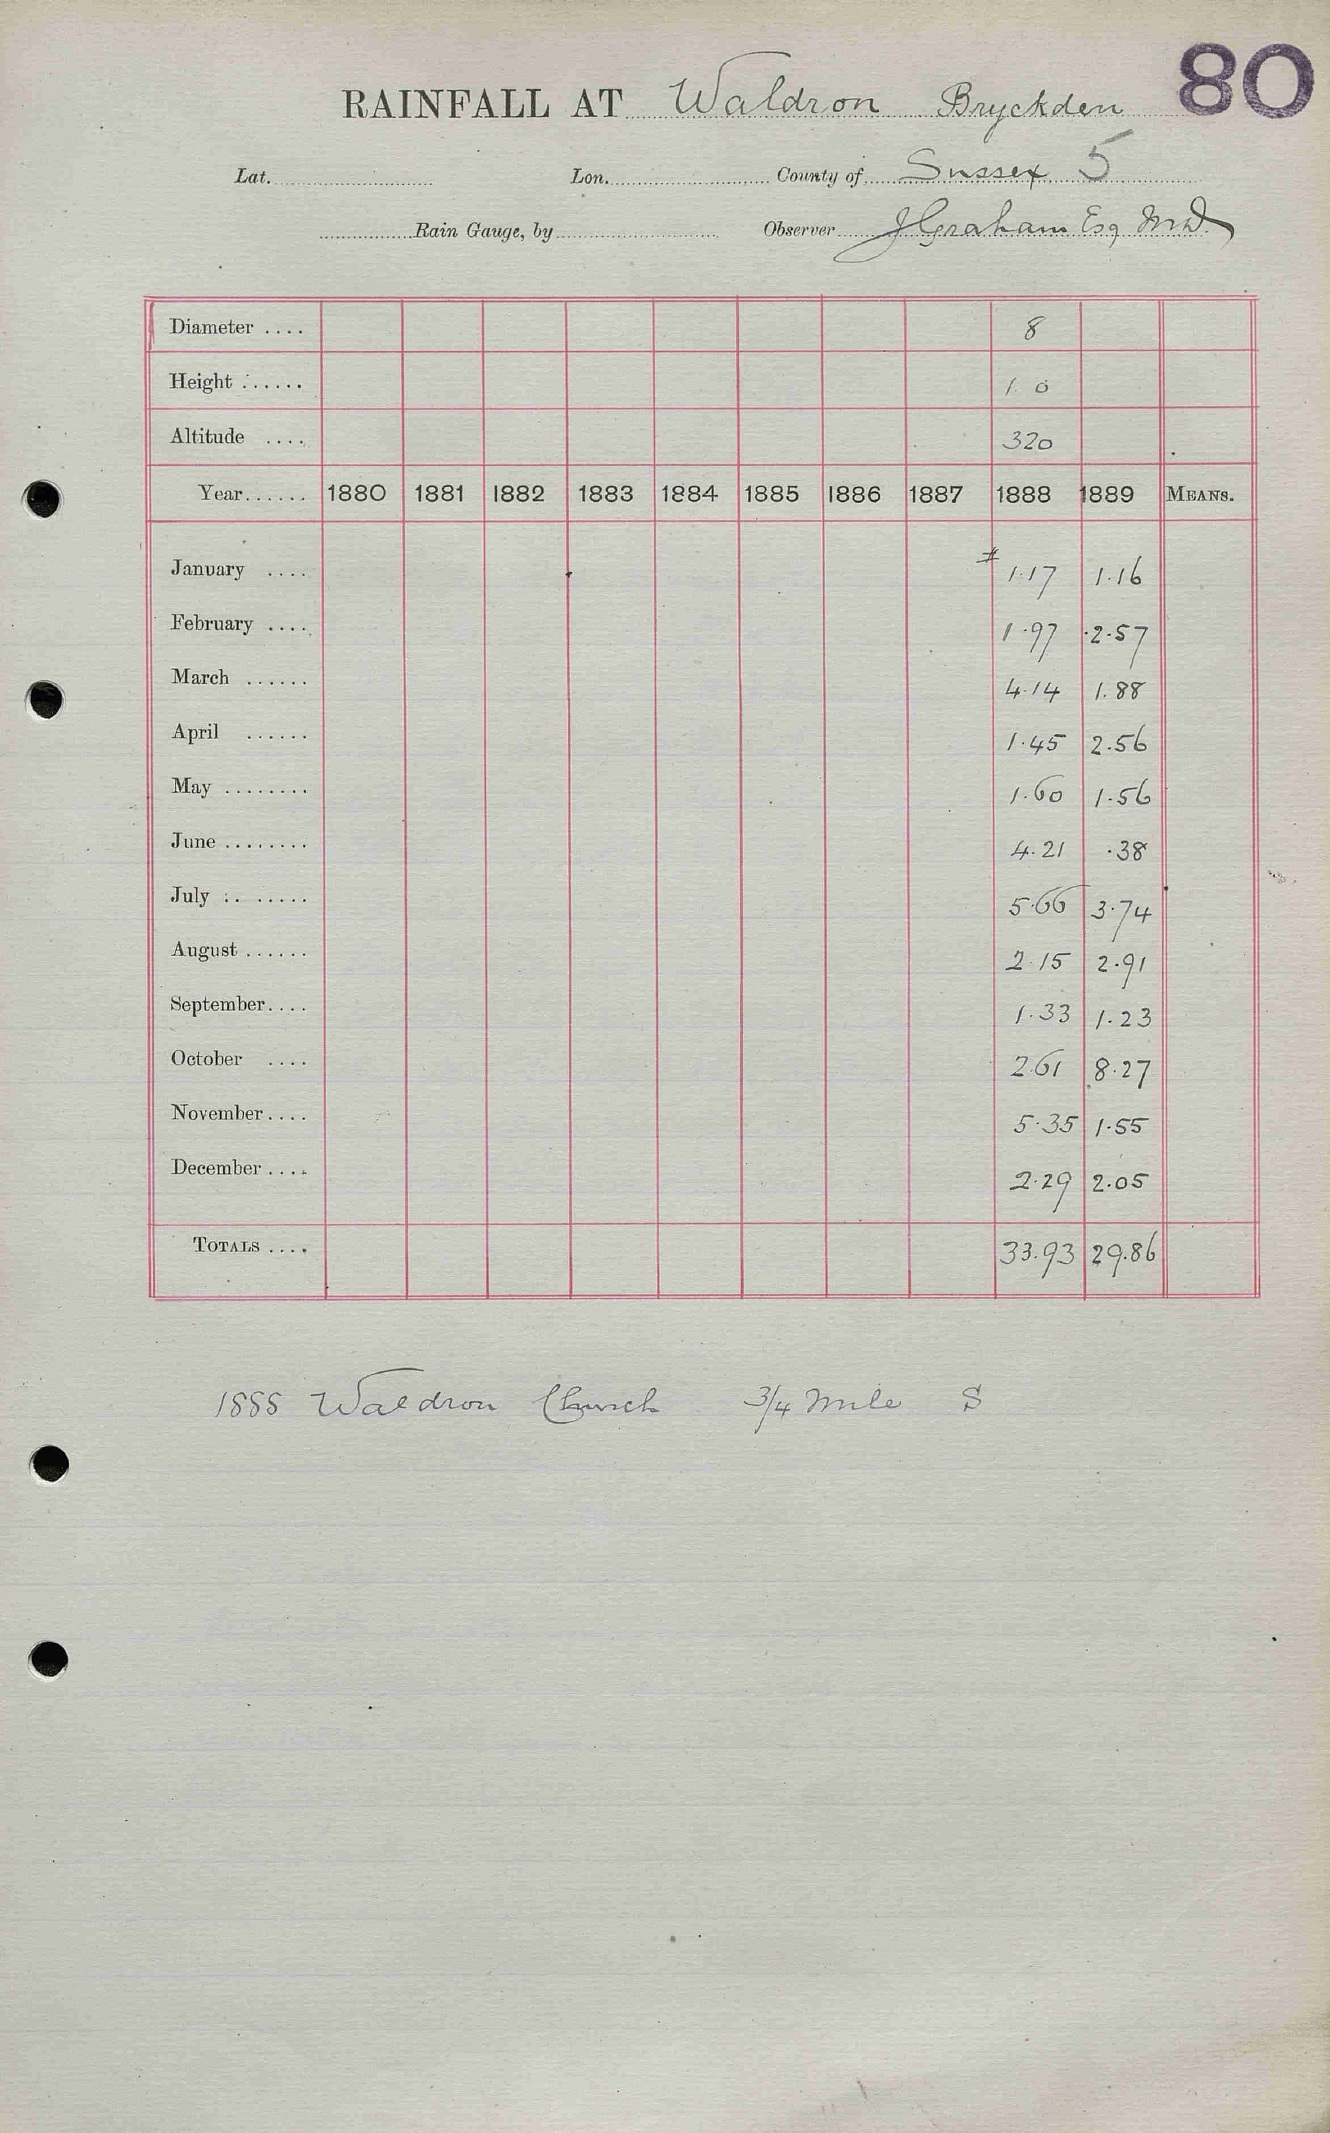 80
RAINFALL AT Waldron Bryckden
Lat. Lon. County of Sussex 5
Rain Gauge, by Observer J Graham Esq MD.
Diameter .... 8
Height ...... 1 0
Altitude .... 320
Year...... 1880 1881 1882 1883 1884 1885 1886 1887 1888 1889 MEANS.
January .... # 1.17 1.16
February .... 1.97 2.57
March ...... 4.14 1.88
April ...... 1.45 2.56
May ........ 1.60 1.56
June ........ 4.21 .38
July ........ 5.66 3.74
August ...... 2.15 2.91
September.... 1.33 1.23
October .... 2.61 8.27
November.... 5.35 1.55
December .... 2.29 2.05
TOTALS .... 33.93 29.86
1888 Waldron Church 3/4 Mile S